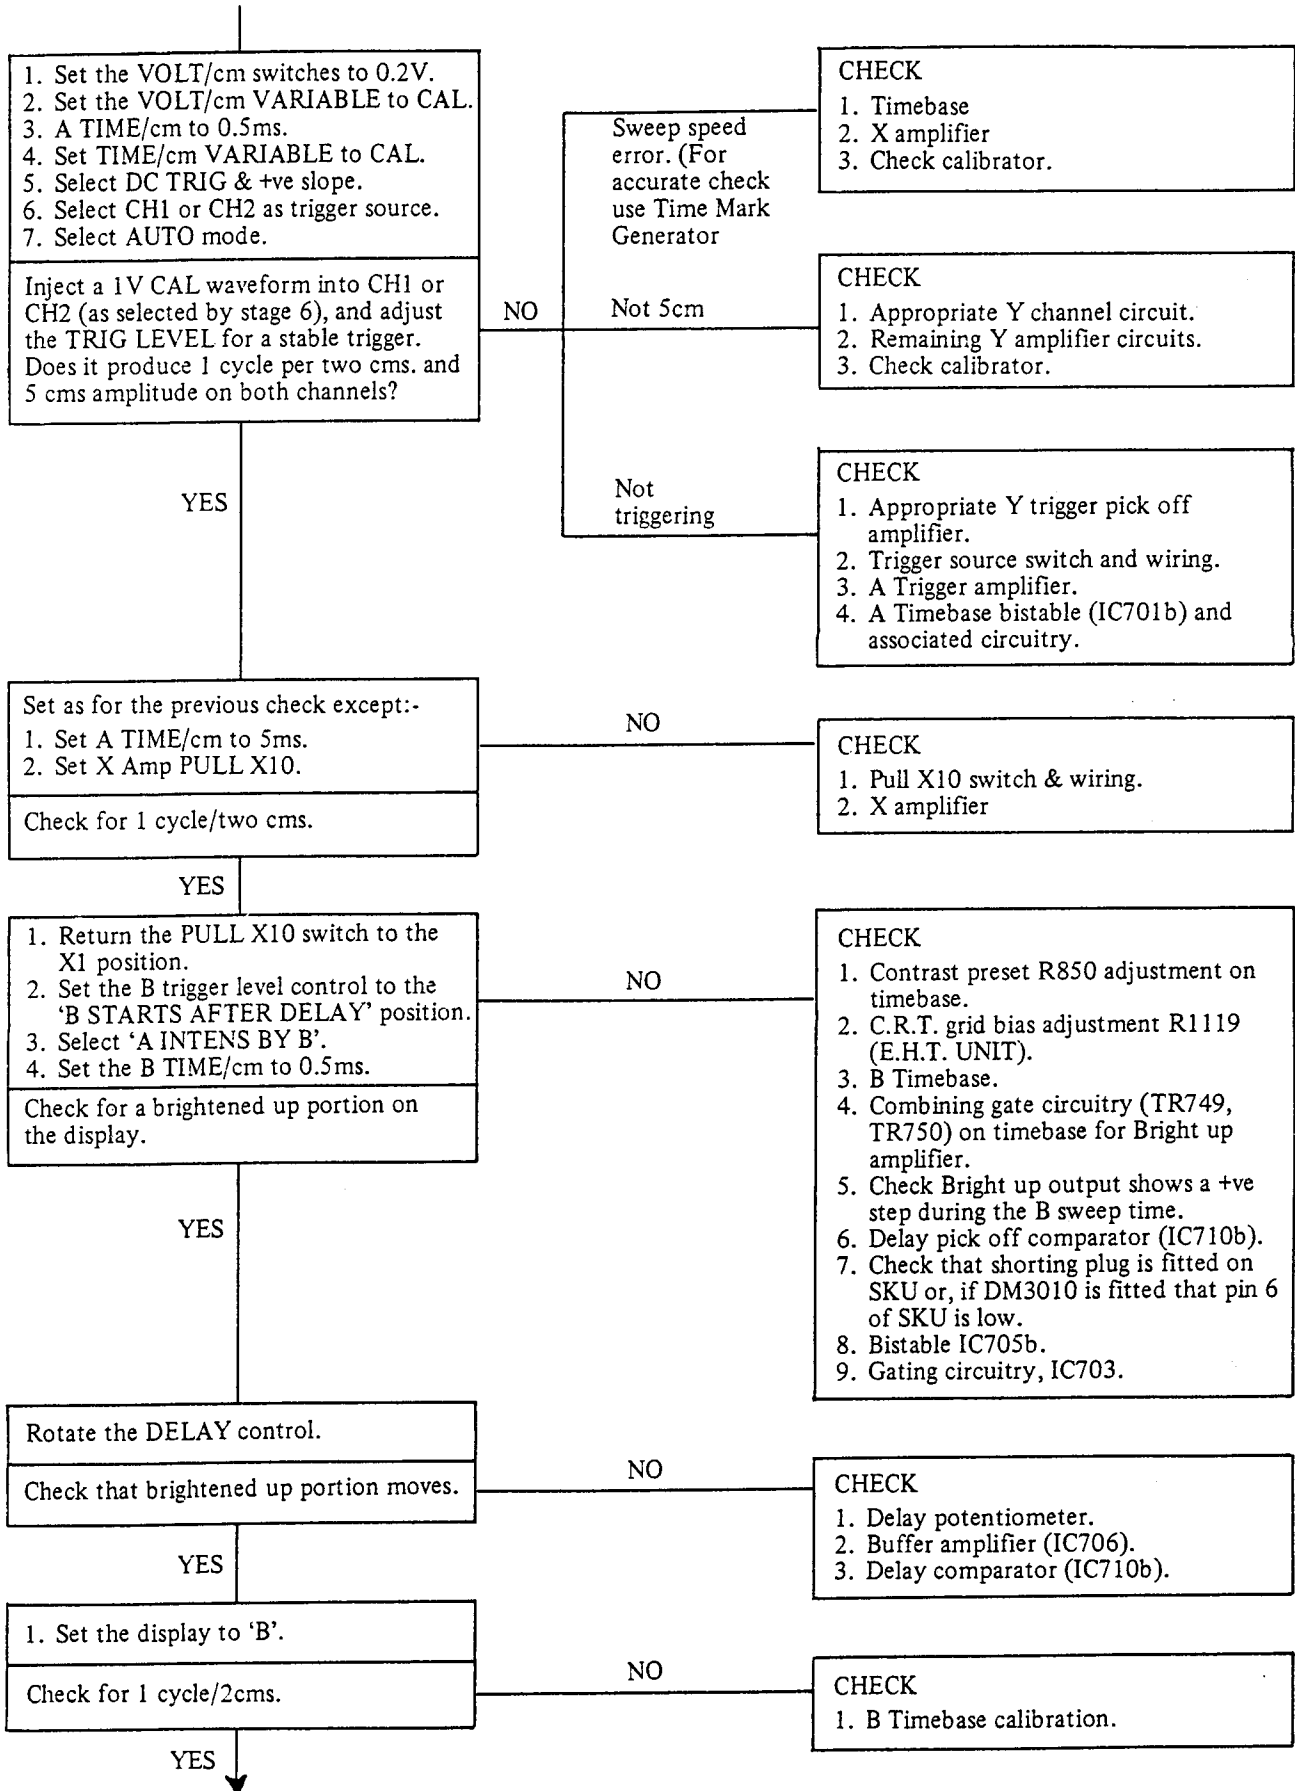 1. Set the VOLT/cm switches to 0.2V.
2. Set the VOLT/cm VARIABLE to CAL.
3. A TIME/cm to 0.5ms.
4. Set TIME/cm VARIABLE to CAL.
5. Select DC TRIG & +ve slope.
6. Select CH1 or CH2 as trigger source.
7. Select AUTO mode.
Inject a 1V CAL waveform into CH1 or
CH2 (as selected by stage 6), and adjust
the TRIG LEVEL for a stable trigger.
Does it produce 1 cycle per two cms. and
5 cms amplitude on both channels?
NO
Sweep speed
error. (For
accurate check
use Time Mark
Generator
CHECK
1. Timebase
2. X amplifier
3. Check calibrator.
Not 5cm
CHECK
1. Appropriate Y channel circuit.
2. Remaining Y amplifier circuits.
3. Check calibrator.
Not
triggering
CHECK
1. Appropriate Y trigger pick off
amplifier.
2. Trigger source switch and wiring.
3. A Trigger amplifier.
4. A Timebase bistable (IC701b) and
associated circuitry.
YES
Set as for the previous check except:-
1. Set A TIME/cm to 5ms.
2. Set X Amp PULL X10.
Check for 1 cycle/two cms.
NO
CHECK
1. Pull X10 switch & wiring.
2. X amplifier
YES
1. Return the PULL X10 switch to the
X1 position.
2. Set the B trigger level control to the
‘B STARTS AFTER DELAY’ position.
3. Select ‘A INTENS BY B’.
4. Set the B TIME/cm to 0.5ms.
Check for a brightened up portion on
the display.
NO
CHECK
1. Contrast preset R850 adjustment on
timebase.
2. C.R.T. grid bias adjustment R1119
(E.H.T. UNIT).
3. B Timebase.
4. Combining gate circuitry (TR749,
TR750) on timebase for Bright up
amplifier.
5. Check Bright up output shows a +ve
step during the B sweep time.
6. Delay pick off comparator (IC710b).
7. Check that shorting plug is fitted on
SKU or, if DM3010 is fitted that pin 6
of SKU is low.
8. Bistable IC705b.
9. Gating circuitry, IC703.
YES
Rotate the DELAY control.
Check that brightened up portion moves.
NO
CHECK
1. Delay potentiometer.
2. Buffer amplifier (IC706).
3. Delay comparator (IC710b).
YES
1. Set the display to ‘B’.
Check for 1 cycle/2cms.
NO
CHECK
1. B Timebase calibration.
YES